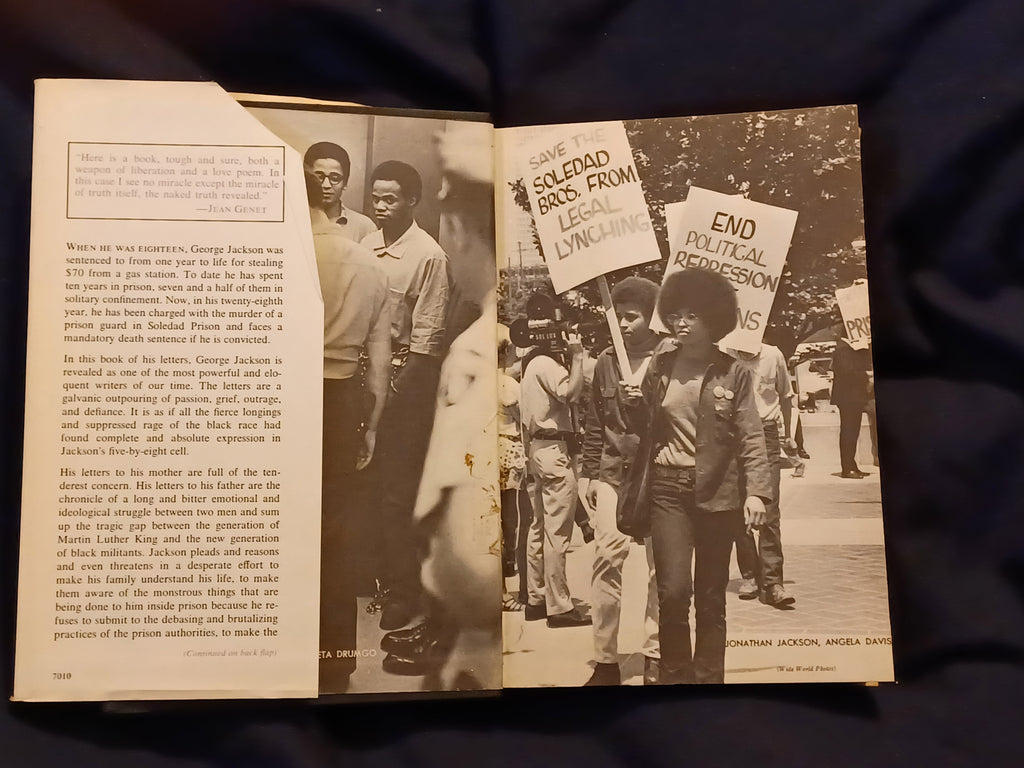 "Here is a book, tough and sure, both a
weapon of liberation and a love poem. In
this case I see no miracle except the miracle
of truth itself, the naked truth revealed."
—JEAN GENET
WHEN HE WAS EIGHTEEN, George Jackson was
sentenced to from one year to life for stealing
$70 from a gas station. To date he has spent
ten years in prison, seven and a half of them in
solitary confinement. Now, in his twenty-eighth
year, he has been charged with the murder of a
prison guard in Soledad Prison and faces a
mandatory death sentence if he is convicted.
In this book of his letters, George Jackson is
revealed as one of the most powerful and elo-
quent writers of our time. The letters are a
galvanic outpouring of passion, grief, outrage,
and defiance. It is as if all the fierce longings
and suppressed rage of the black race had
found complete and absolute expression in
Jackson's five-by-eight cell.
His letters to his mother are full of the ten-
derest concern. His letters to his father are the
chronicle of a long and bitter emotional and
ideological struggle between two men and sum
up the tragic gap between the generation of
Martin Luther King and the new generation
of black militants. Jackson pleads and reasons
and even threatens in a desperate effort to
make his family understand his life, to make
them aware of the monstrous things that are
being done to him inside prison because he re-
fuses to submit to the debasing and brutalizing
practices of the prison authorities, to make the
(Continued on back flap)
7010
ETA DRUMGO
SAVE THE
SOLEDAD
BROS. FROM
LEGAL
LYNCHING
END
POLITICAL
REPRESSION
NS
PRIS
JONATHAN JACKSON, ANGELA DAVIS
(Wide World Photos)